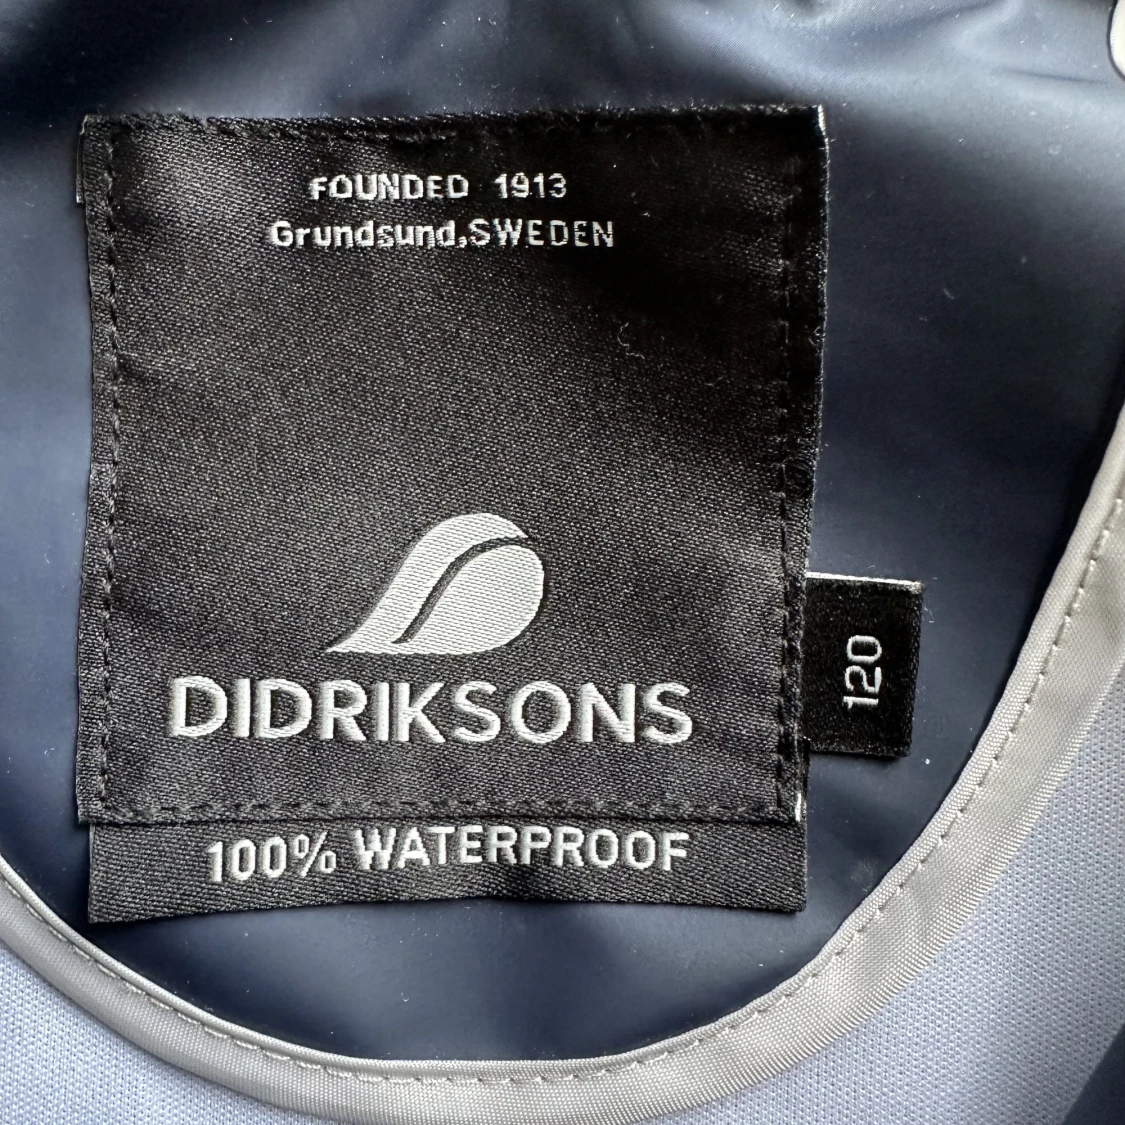 FOUNDED 1913
Grundsund,SWEDEN
DIDRIKSONS
120
100% WATERPROOF